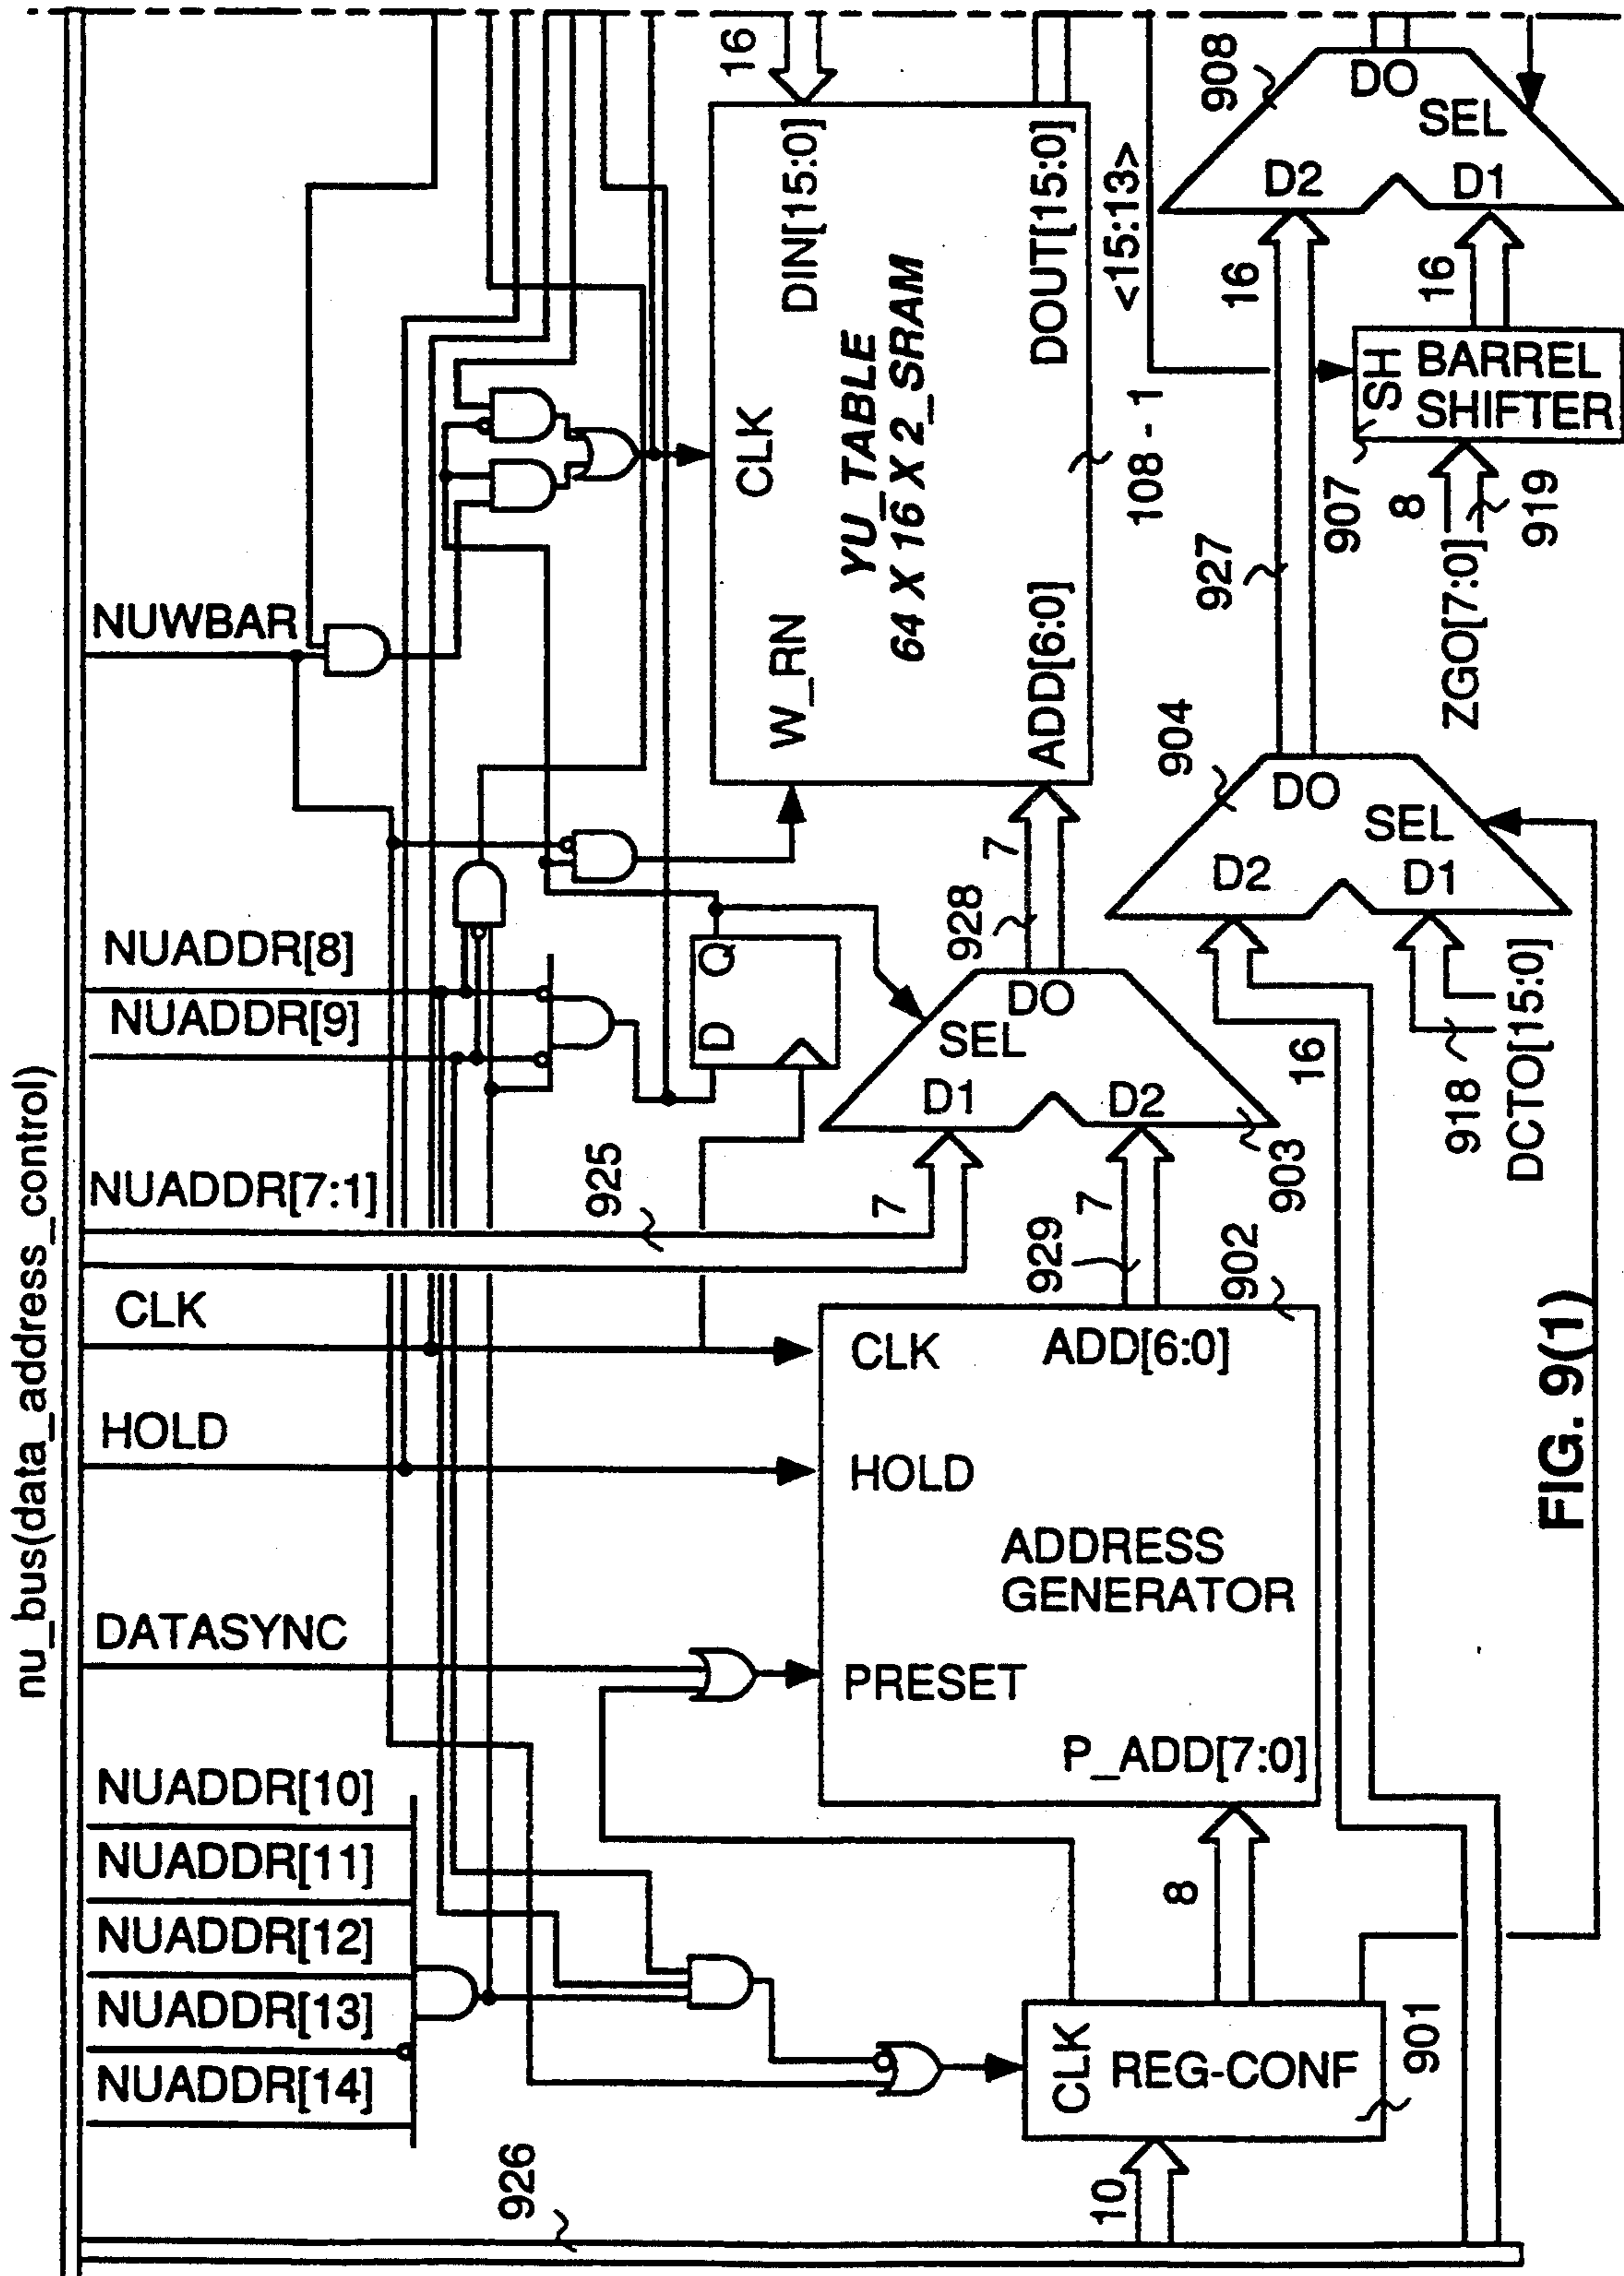 nu_bus(data_address_control)
NUWBAR
NUADDR[8]
NUADDR[9]
NUADDR[7:1]
CLK
HOLD
DATASYNC
NUADDR[10]
NUADDR[11]
NUADDR[12]
NUADDR[13]
NUADDR[14]
926
16
DIN[15:0]
CLK
YU_TABLE
64 X 16 X 2_SRAM
W_RN
DOUT[15:0]
ADD[6:0]
108 - 1
<15:13>
7
928
D
Q
DO
SEL
D1
D2
903
925
7
929
7
902
CLK
ADD[6:0]
HOLD
ADDRESS
GENERATOR
PRESET
P_ADD[7:0]
8
CLK
REG-CONF
901
10
908
DO
SEL
D2
D1
16
16
SH
BARREL
SHIFTER
907
8
919
ZGO[7:0]
927
904
DO
SEL
D2
D1
16
918
DCTO[15:0]
FIG. 9(1)